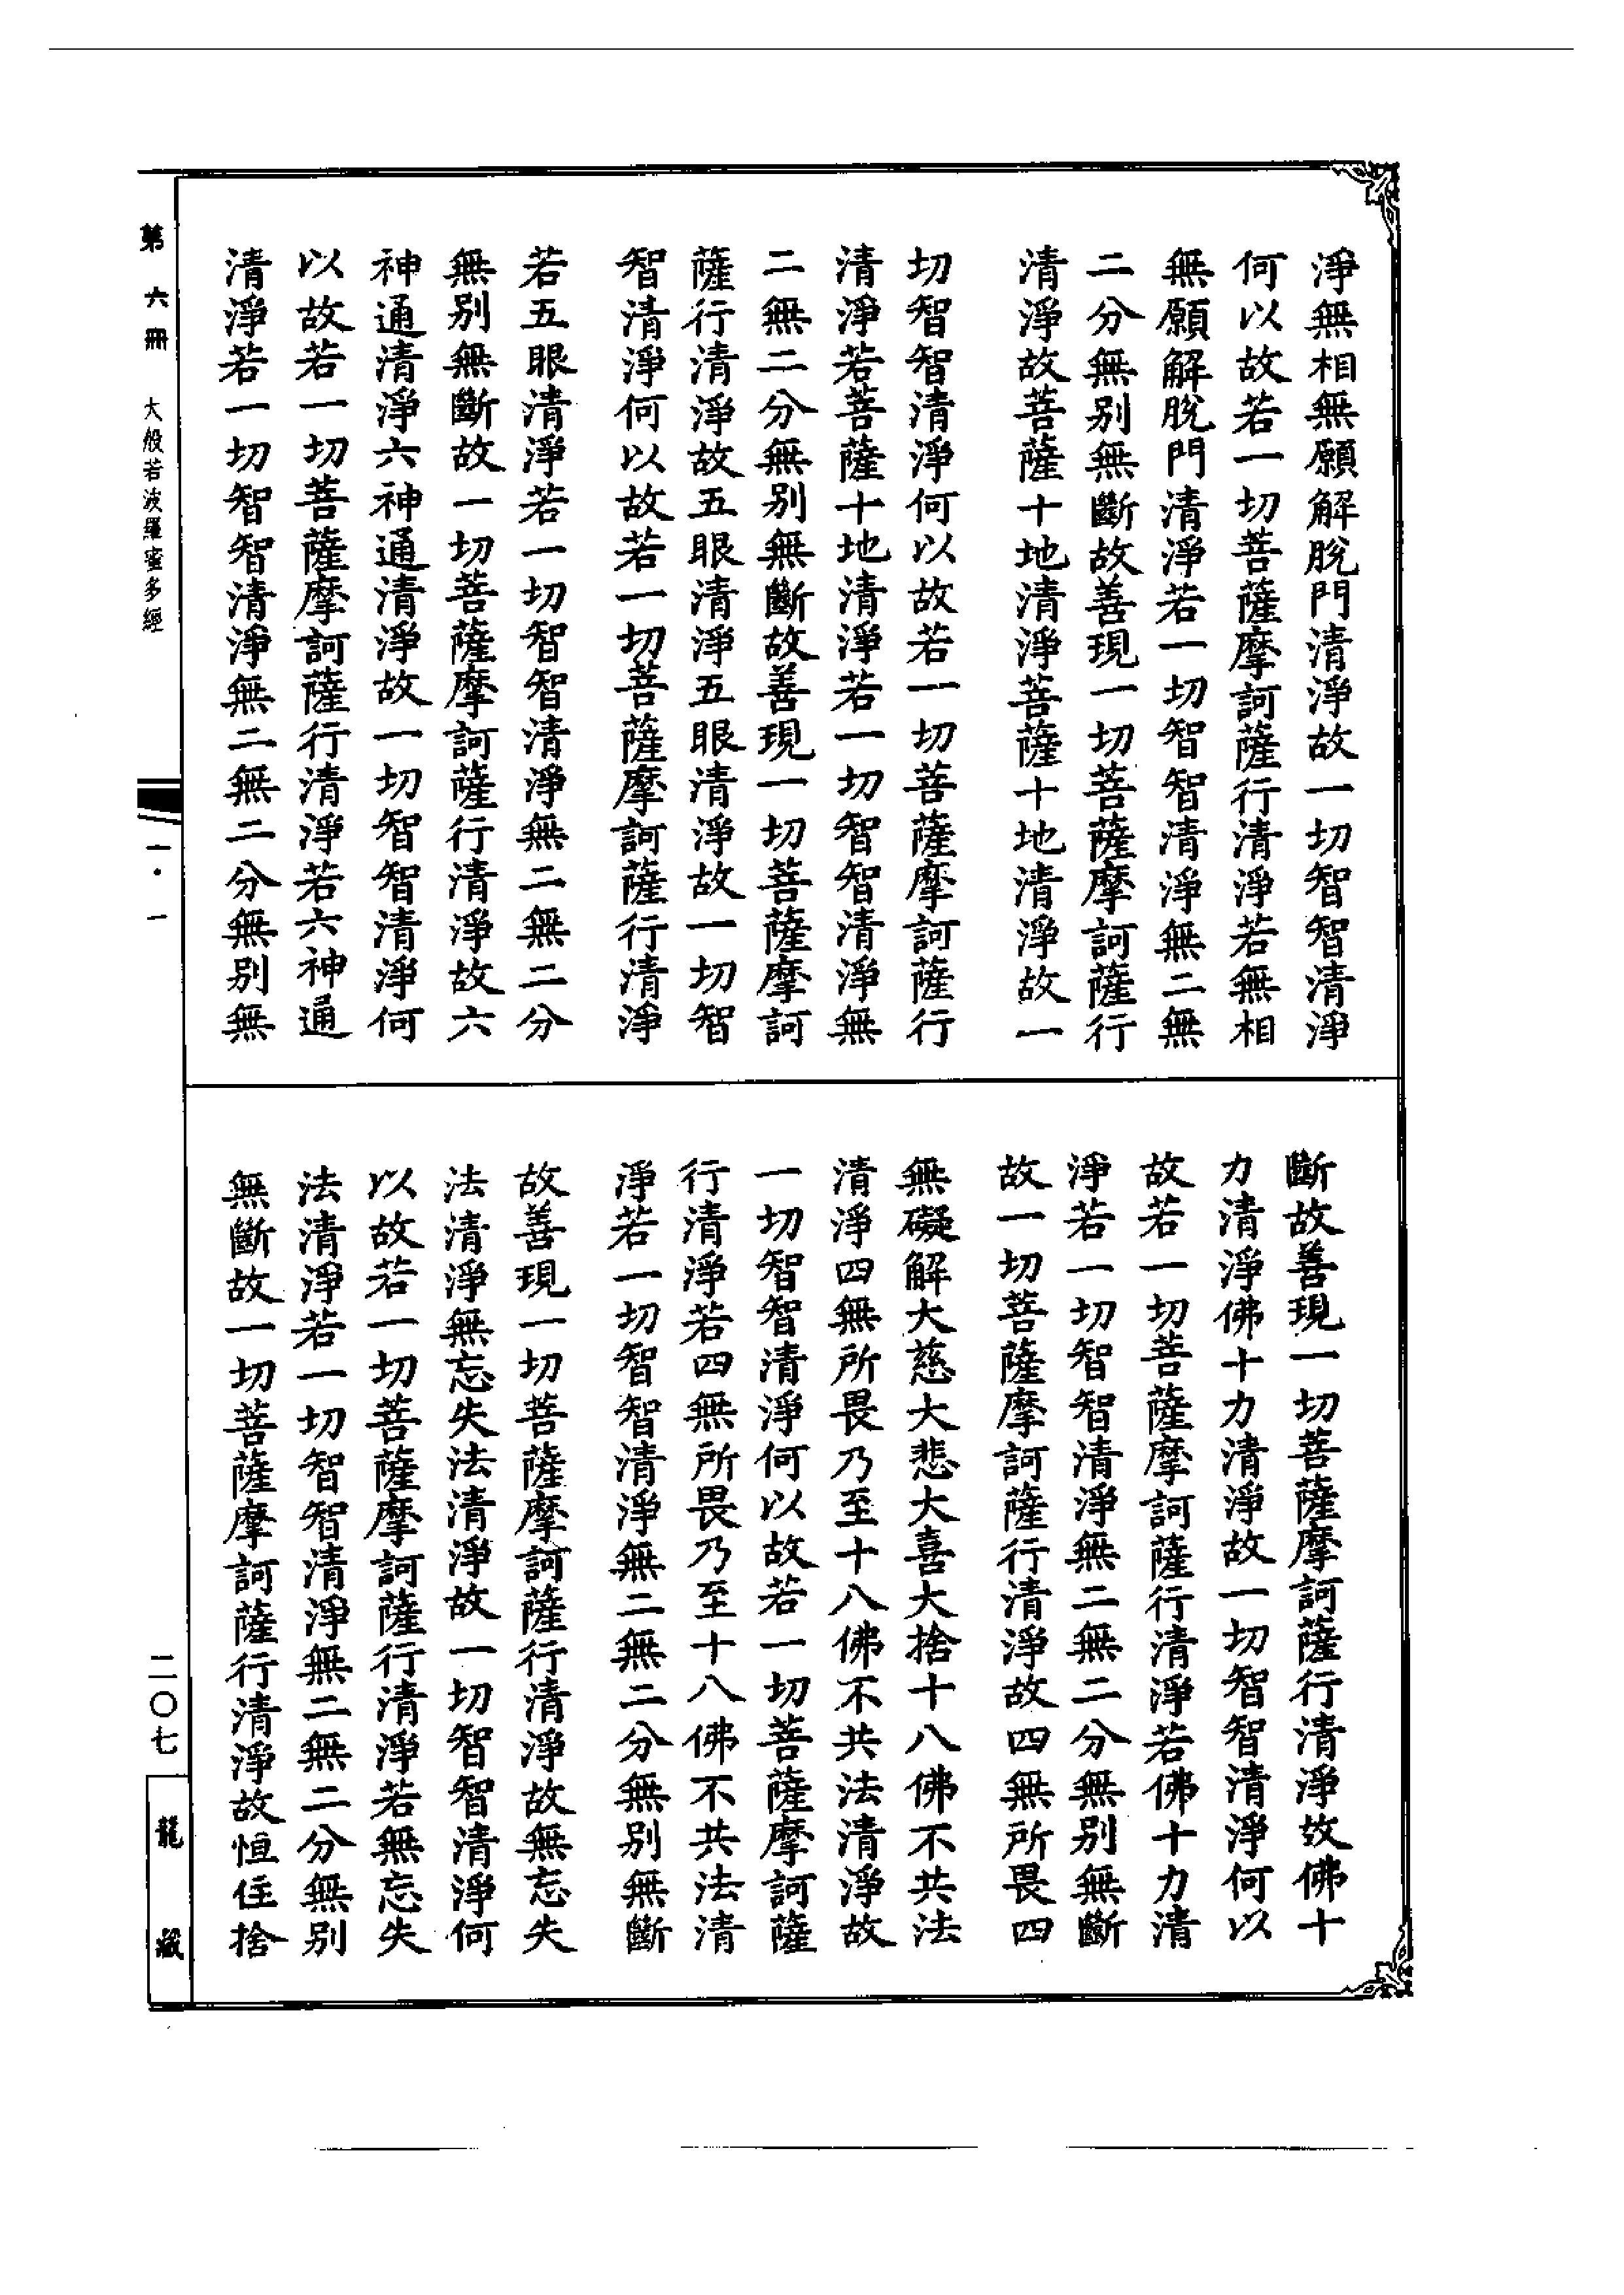 淨無相無願解脫門清淨故一切智智清淨
何以故若一切菩薩摩訶薩行清淨若無相
無願解脫門清淨若一切智智清淨無二無
二分無別無斷故善現一切菩薩摩訶薩行
清淨故菩薩十地清淨菩薩十地清淨故一
切智智清淨何以故若一切菩薩摩訶薩行
清淨若菩薩十地清淨若一切智智清淨無
二無二分無別無斷故善現一切菩薩摩訶
薩行清淨故五眼清淨五眼清淨故一切智
智清淨何以故若一切菩薩摩訶薩行清淨
若五眼清淨若一切智智清淨無二無二分
無別無斷故一切菩薩摩訶薩行清淨故六
神通清淨六神通清淨故一切智智清淨何
以故若一切菩薩摩訶薩行清淨若六神通
清淨若一切智智清淨無二無二分無別無
斷故善現一切菩薩摩訶薩行清淨故佛十
力清淨佛十力清淨故一切智智清淨何以
故若一切菩薩摩訶薩行清淨若佛十力清
淨若一切智智清淨無二無二分無別無斷
故一切菩薩摩訶薩行清淨故四無所畏四
無礙解大慈大悲大喜大捨十八佛不共法
清淨四無所畏乃至十八佛不共法清淨故
一切智智清淨何以故若一切菩薩摩訶薩
行清淨若四無所畏乃至十八佛不共法清
淨若一切智智清淨無二無二分無別無斷
故善現一切菩薩摩訶薩行清淨故無忘失
法清淨無忘失法清淨故一切智智清淨何
以故若一切菩薩摩訶薩行清淨若無忘失
法清淨若一切智智清淨無二無二分無別
無斷故一切菩薩摩訶薩行清淨故恒住捨
第六冊 大般若波羅蜜多經
一·一
二〇七
龍藏